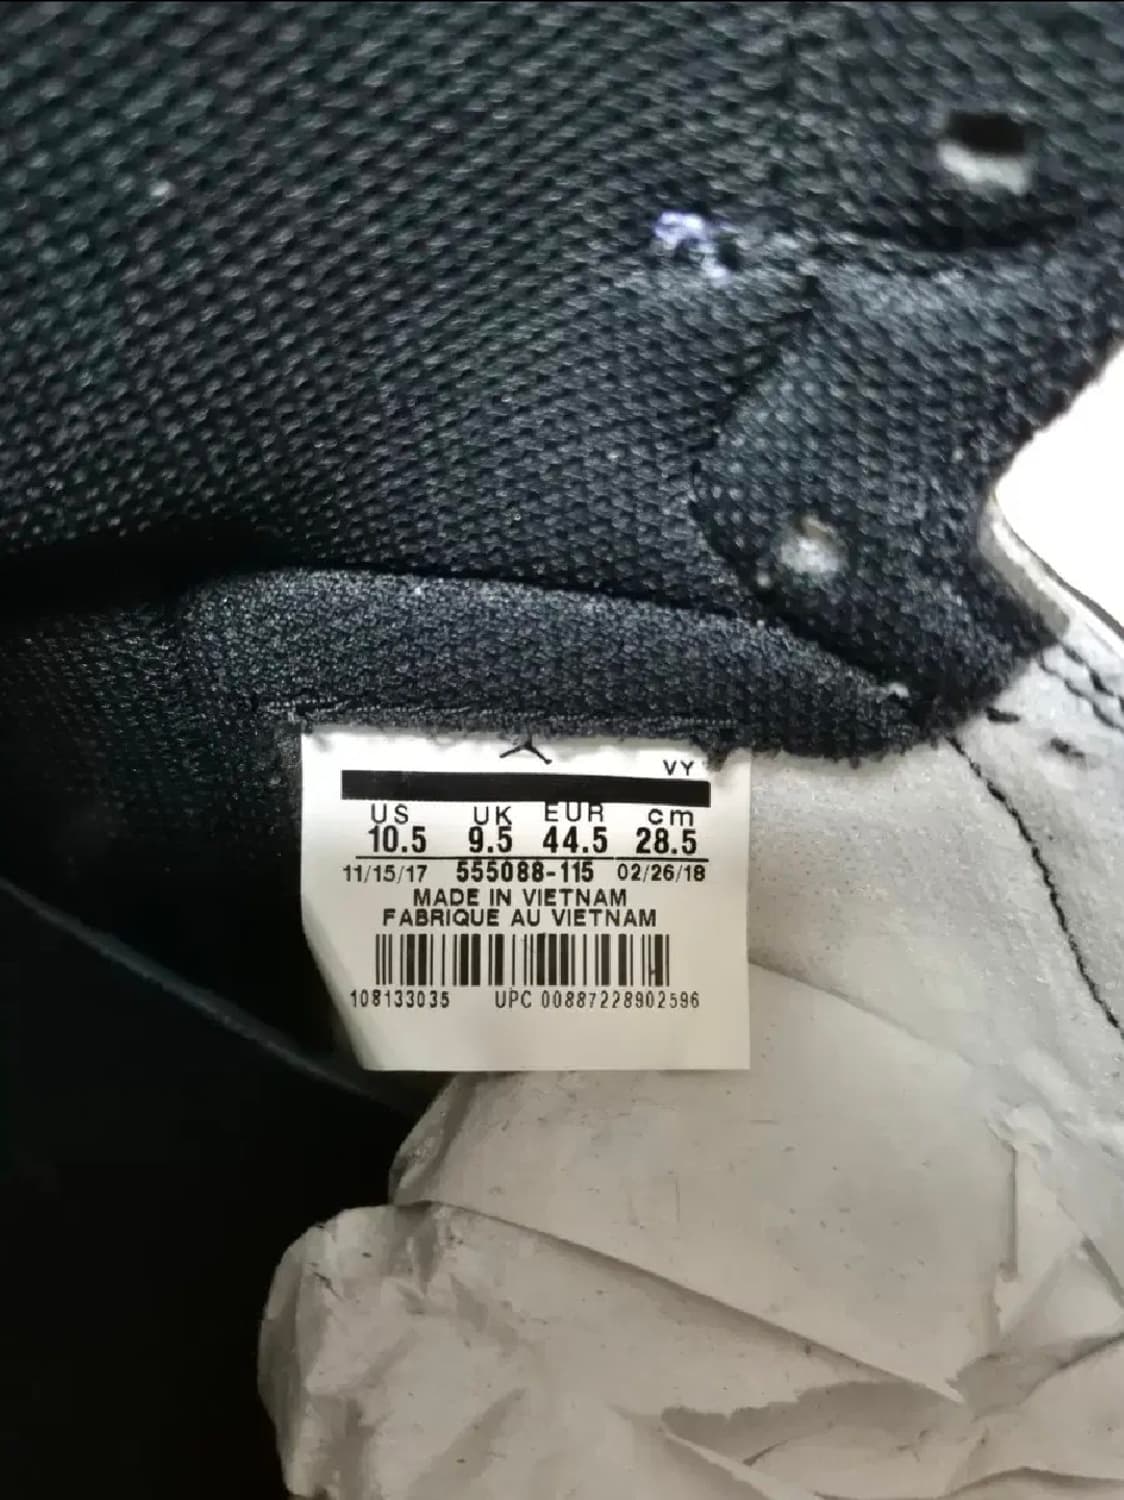 VY
US UK EUR cm
10.5 9.5 44.5 28.5
11/15/17 555088-115 02/26/18
MADE IN VIETNAM
FABRIQUE AU VIETNAM
108133035 UPC 00887228902596